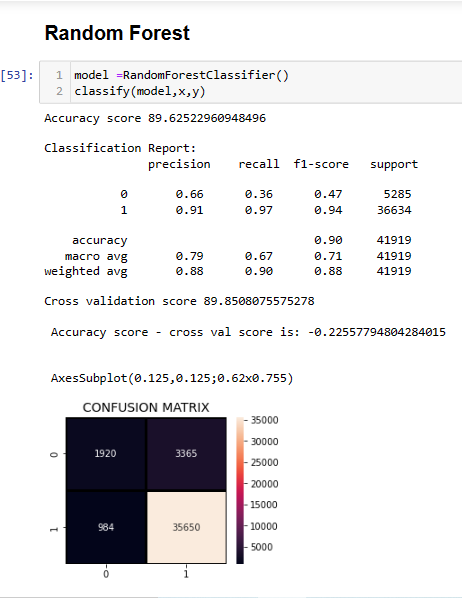 Random Forest
[53]: 1 model =RandomForestClassifier()
2 classify(model,x,y)
Accuracy score 89.62522960948496
Classification Report:
precision recall f1-score support
0 0.66 0.36 0.47 5285
1 0.91 0.97 0.94 36634
accuracy 0.90 41919
macro avg 0.79 0.67 0.71 41919
weighted avg 0.88 0.90 0.88 41919
Cross validation score 89.8508075575278
Accuracy score - cross val score is: -0.22557794804284015
AxesSubplot(0.125,0.125;0.62x0.755)
CONFUSION MATRIX
35000
30000
0 1920 3365
25000
20000
15000
1 984 35650
10000
5000
0 1